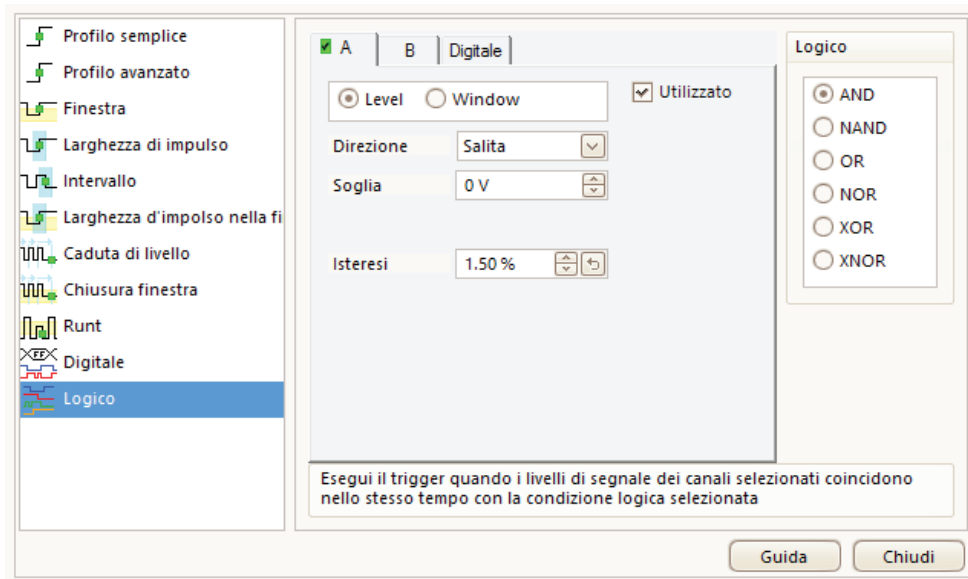 Profilo semplice
Profilo avanzato
Finestra
Larghezza di impulso
Intervallo
Larghezza d'impolso nella fi
Caduta di livello
Chiusura finestra
Runt
Digitale
Logico
A B Digitale
Level Window
Utilizzato
Direzione Salita
Soglia 0 V
Isteresi 1.50 %
Logico
AND
NAND
OR
NOR
XOR
XNOR
Esegui il trigger quando i livelli di segnale dei canali selezionati coincidono
nello stesso tempo con la condizione logica selezionata
Guida Chiudi